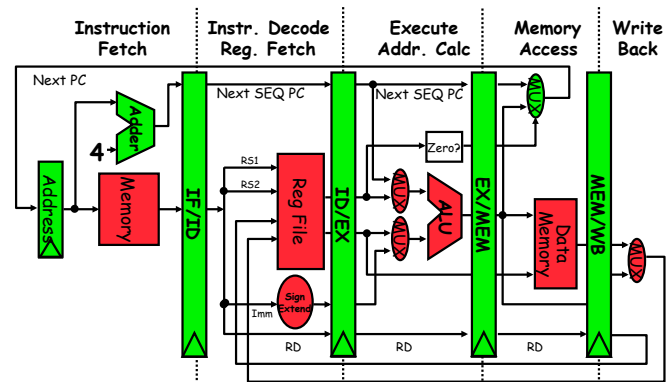 Instruction Fetch
Instr. Decode Reg. Fetch
Execute Addr. Calc
Memory Access
Write Back
Next PC
Next SEQ PC
Next SEQ PC
Adder
4
MUX
Zero?
Address
Memory
IF/ID
RS1
RS2
Reg File
ID/EX
MUX
MUX
ALU
EX/MEM
Data Memory
MEM/WB
MUX
Sign Extend
Imm
RD
RD
RD